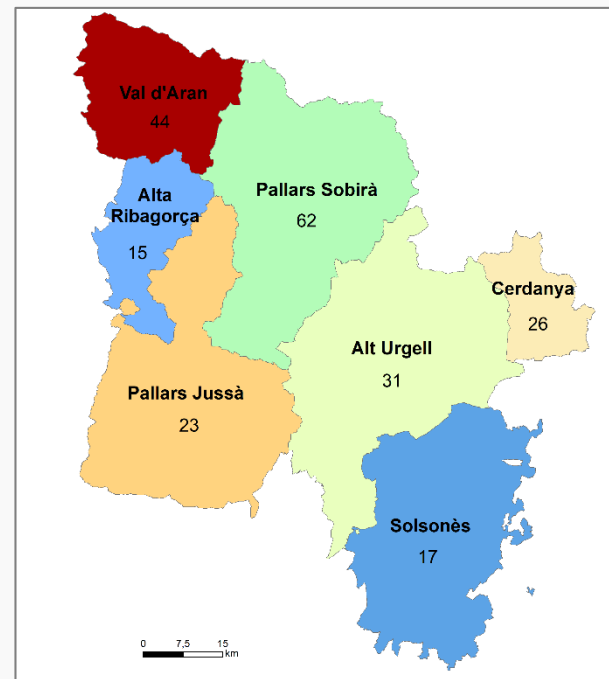 Val d'Aran
44
Pallars Sobirà
62
Alta
Ribagorça
15
Cerdanya
26
Alt Urgell
31
Pallars Jussà
23
Solsonès
17
0 7,5 15
km